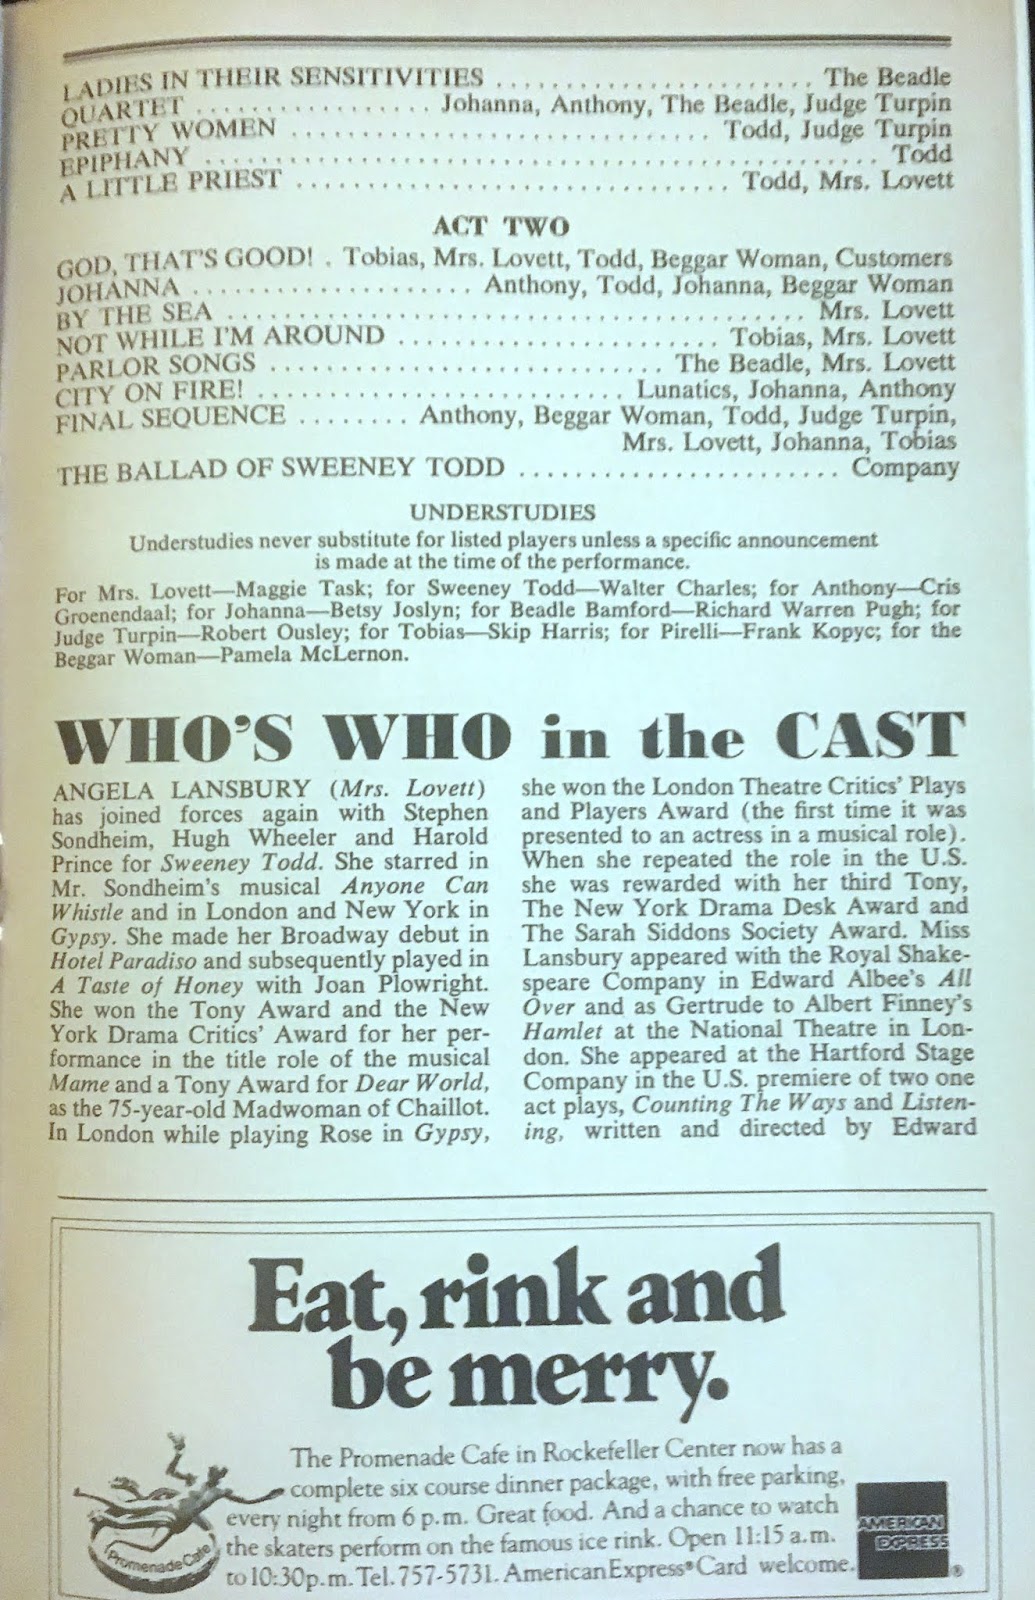 LADIES IN THEIR SENSITIVITIES . . . . . . . . . . . . . . . . . . . . . . . The Beadle
QUARTET . . . . . . . . . . . . . . . . . Johanna, Anthony, The Beadle, Judge Turpin
PRETTY WOMEN . . . . . . . . . . . . . . . . . . . . . . . . . . . . . . Todd, Judge Turpin
EPIPHANY . . . . . . . . . . . . . . . . . . . . . . . . . . . . . . . . . . . . . . . . . . . . . . . . Todd
A LITTLE PRIEST . . . . . . . . . . . . . . . . . . . . . . . . . . . . . . . Todd, Mrs. Lovett
ACT TWO
GOD, THAT'S GOOD! . Tobias, Mrs. Lovett, Todd, Beggar Woman, Customers
JOHANNA . . . . . . . . . . . . . . . . . . . . Anthony, Todd, Johanna, Beggar Woman
BY THE SEA . . . . . . . . . . . . . . . . . . . . . . . . . . . . . . . . . . . . . . . . . Mrs. Lovett
NOT WHILE I'M AROUND . . . . . . . . . . . . . . . . . . . . . . . Tobias, Mrs. Lovett
PARLOR SONGS . . . . . . . . . . . . . . . . . . . . . . . . . . . . The Beadle, Mrs. Lovett
CITY ON FIRE! . . . . . . . . . . . . . . . . . . . . . . . . . . Lunatics, Johanna, Anthony
FINAL SEQUENCE . . . . . . . . Anthony, Beggar Woman, Todd, Judge Turpin,
Mrs. Lovett, Johanna, Tobias
THE BALLAD OF SWEENEY TODD . . . . . . . . . . . . . . . . . . . . . . . Company
UNDERSTUDIES
Understudies never substitute for listed players unless a specific announcement
is made at the time of the performance.
For Mrs. Lovett—Maggie Task; for Sweeney Todd—Walter Charles; for Anthony—Cris
Groenendaal; for Johanna—Betsy Joslyn; for Beadle Bamford—Richard Warren Pugh; for
Judge Turpin—Robert Ousley; for Tobias—Skip Harris; for Pirelli—Frank Kopyc; for the
Beggar Woman—Pamela McLernon.
WHO'S WHO in the CAST
ANGELA LANSBURY (Mrs. Lovett)
has joined forces again with Stephen
Sondheim, Hugh Wheeler and Harold
Prince for Sweeney Todd. She starred in
Mr. Sondheim's musical Anyone Can
Whistle and in London and New York in
Gypsy. She made her Broadway debut in
Hotel Paradiso and subsequently played in
A Taste of Honey with Joan Plowright.
She won the Tony Award and the New
York Drama Critics' Award for her per-
formance in the title role of the musical
Mame and a Tony Award for Dear World,
as the 75-year-old Madwoman of Chaillot.
In London while playing Rose in Gypsy,
she won the London Theatre Critics' Plays
and Players Award (the first time it was
presented to an actress in a musical role).
When she repeated the role in the U.S.
she was rewarded with her third Tony,
The New York Drama Desk Award and
The Sarah Siddons Society Award. Miss
Lansbury appeared with the Royal Shake-
speare Company in Edward Albee's All
Over and as Gertrude to Albert Finney's
Hamlet at the National Theatre in Lon-
don. She appeared at the Hartford Stage
Company in the U.S. premiere of two one
act plays, Counting The Ways and Listen-
ing, written and directed by Edward
Eat, rink and
be merry.
The Promenade Cafe in Rockefeller Center now has a
complete six course dinner package, with free parking,
every night from 6 p.m. Great food. And a chance to watch
the skaters perform on the famous ice rink. Open 11:15 a.m.
to 10:30p.m. Tel. 757-5731. American Express® Card welcome.
Promenade Cafe
AMERICAN
EXPRESS
®